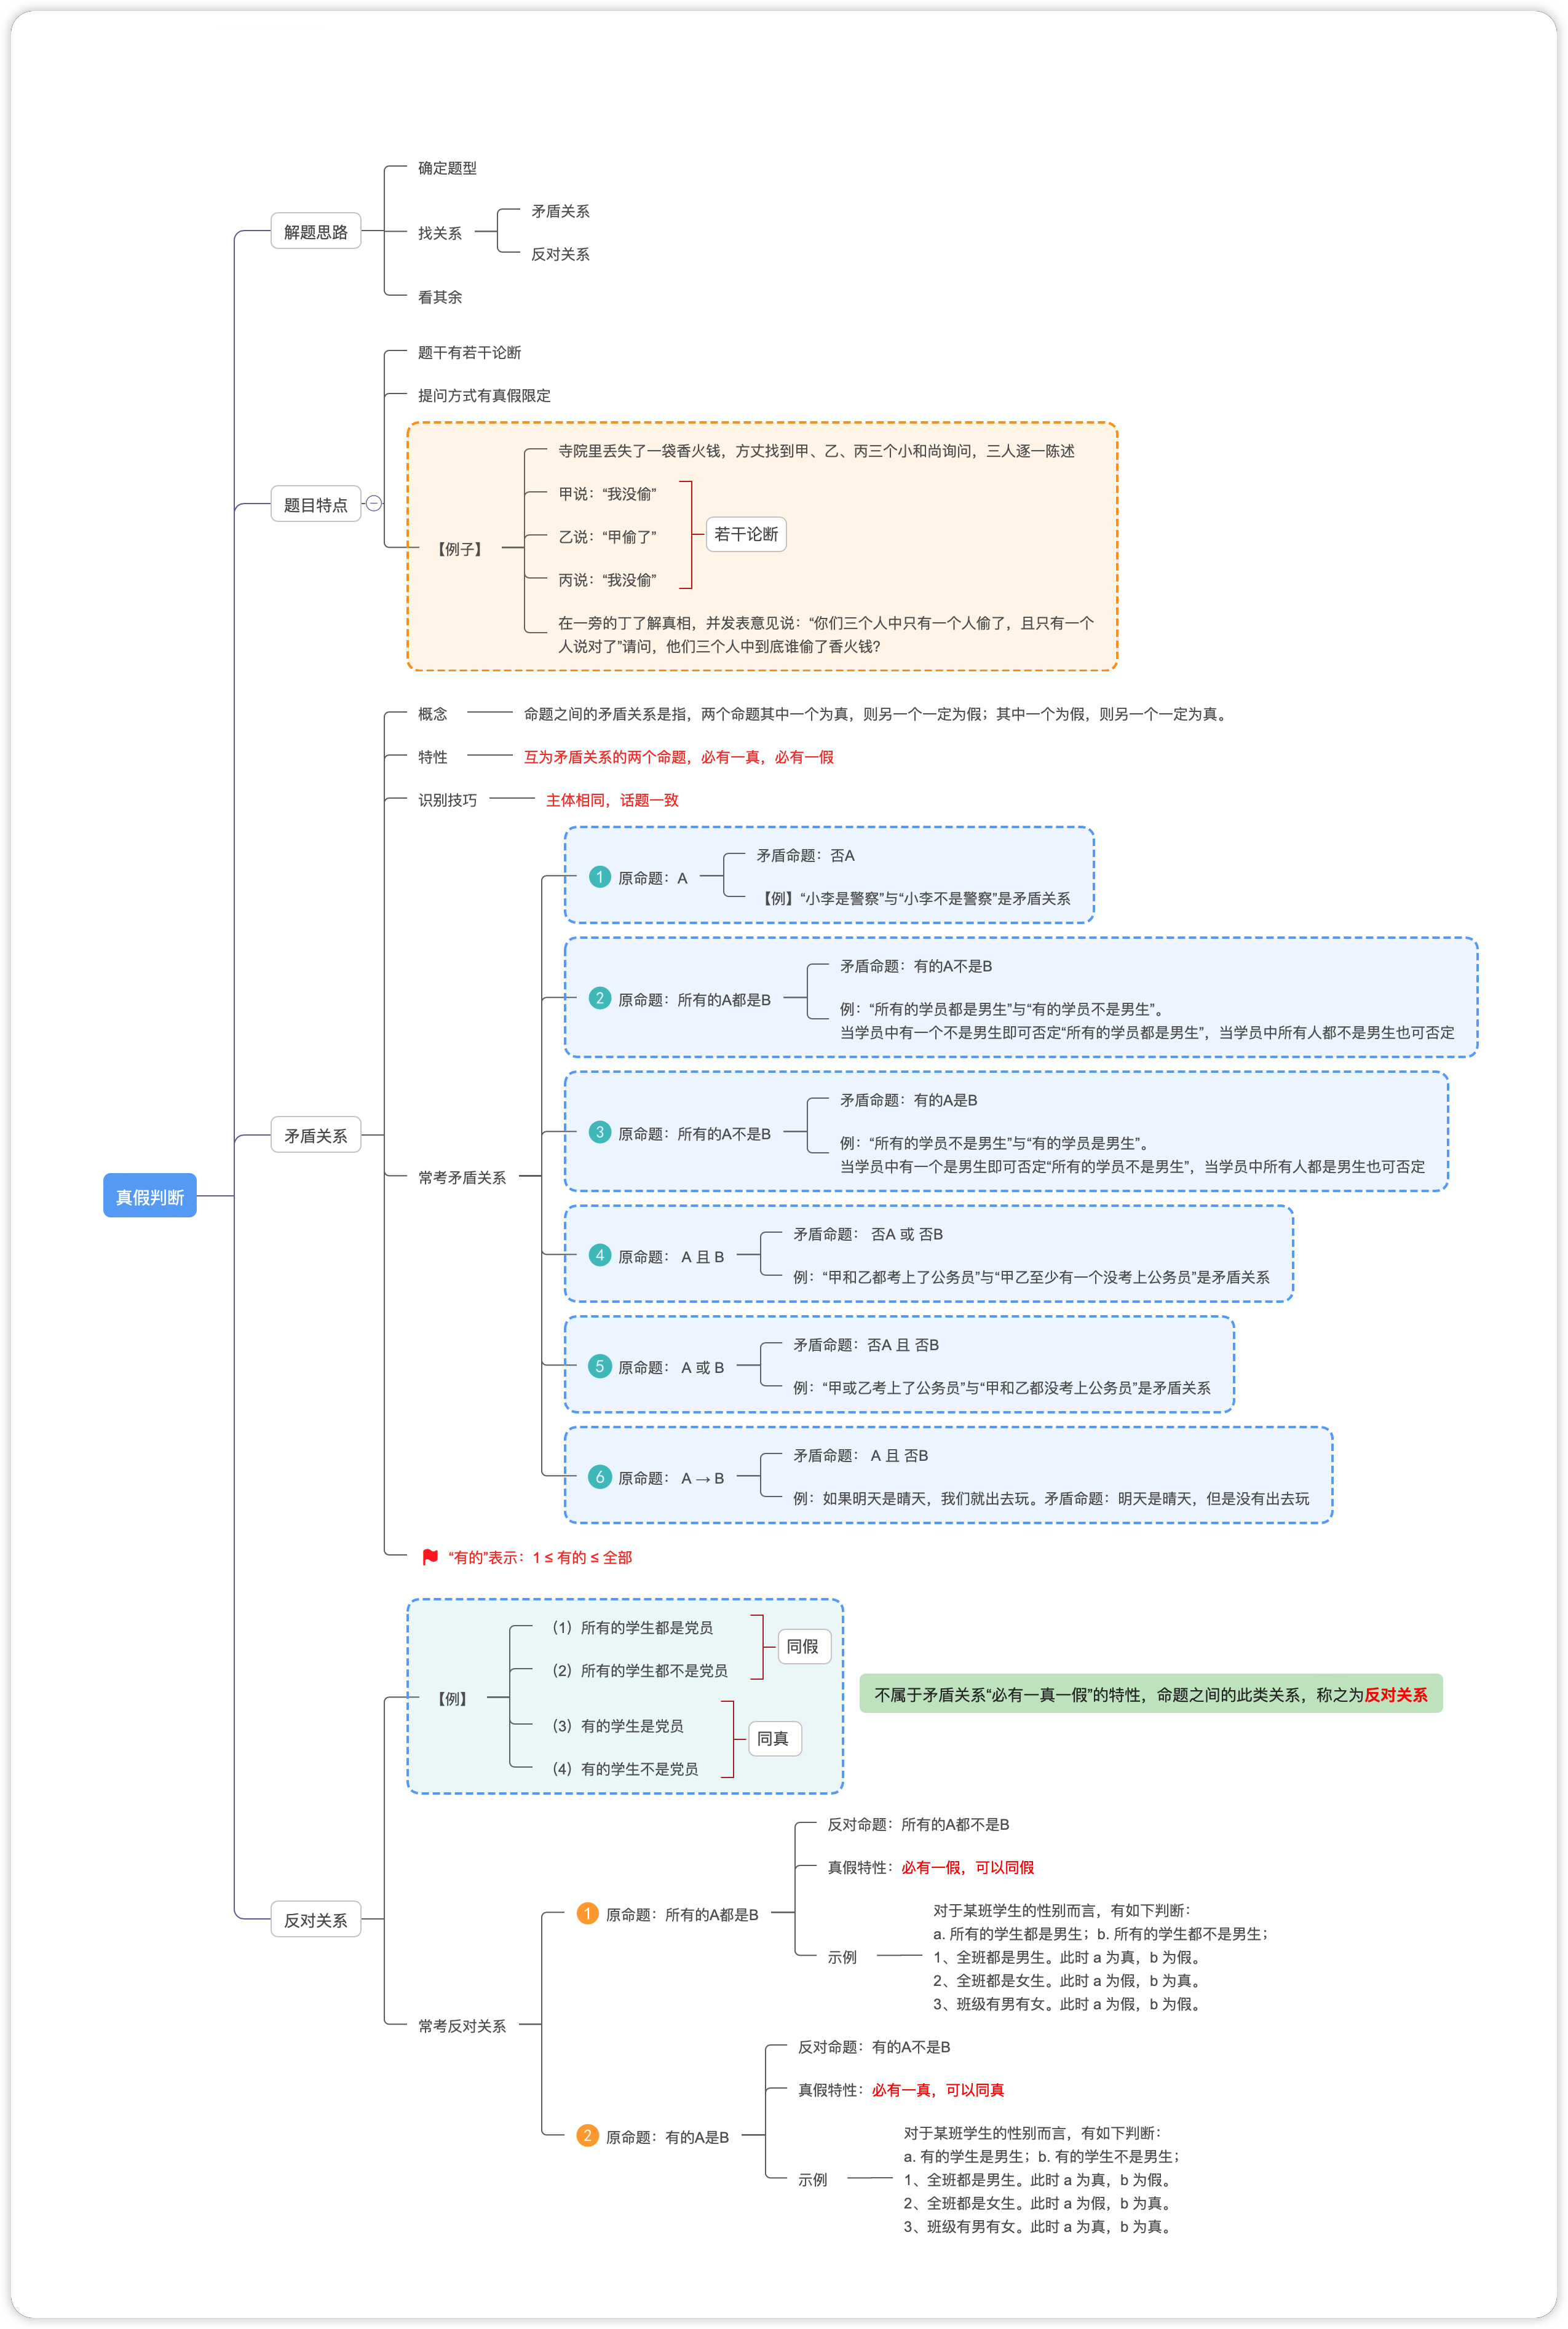 真假判断
解题思路
确定题型
找关系
矛盾关系
反对关系
看其余
题目特点
题干有若干论断
提问方式有真假限定
【例子】
寺院里丢失了一袋香火钱，方丈找到甲、乙、丙三个小和尚询问，三人逐一陈述
甲说：“我没偷”
乙说：“甲偷了”
丙说：“我没偷”
若干论断
在一旁的丁了解真相，并发表意见说：“你们三个人中只有一个人偷了，且只有一个
人说对了”请问，他们三个人中到底谁偷了香火钱?
矛盾关系
概念
命题之间的矛盾关系是指，两个命题其中一个为真，则另一个一定为假；其中一个为假，则另一个一定为真。
特性
互为矛盾关系的两个命题，必有一真，必有一假
识别技巧
主体相同，话题一致
常考矛盾关系
1 原命题：A
矛盾命题：否A
【例】“小李是警察”与“小李不是警察”是矛盾关系
2 原命题：所有的A都是B
矛盾命题：有的A不是B
例：“所有的学员都是男生”与“有的学员不是男生”。
当学员中有一个不是男生即可否定“所有的学员都是男生”，当学员中所有人都不是男生也可否定
3 原命题：所有的A不是B
矛盾命题：有的A是B
例：“所有的学员不是男生”与“有的学员是男生”。
当学员中有一个是男生即可否定“所有的学员不是男生”，当学员中所有人都是男生也可否定
4 原命题： A 且 B
矛盾命题： 否A 或 否B
例：“甲和乙都考上了公务员”与“甲乙至少有一个没考上公务员”是矛盾关系
5 原命题： A 或 B
矛盾命题：否A 且 否B
例：“甲或乙考上了公务员”与“甲和乙都没考上公务员”是矛盾关系
6 原命题： A → B
矛盾命题： A 且 否B
例：如果明天是晴天，我们就出去玩。矛盾命题：明天是晴天，但是没有出去玩
“有的”表示：1 ≤ 有的 ≤ 全部
反对关系
【例】
（1）所有的学生都是党员
（2）所有的学生都不是党员
同假
（3）有的学生是党员
（4）有的学生不是党员
同真
不属于矛盾关系“必有一真一假”的特性，命题之间的此类关系，称之为反对关系
常考反对关系
1 原命题：所有的A都是B
反对命题：所有的A都不是B
真假特性：必有一假，可以同假
示例
对于某班学生的性别而言，有如下判断：
a. 所有的学生都是男生；b. 所有的学生都不是男生；
1、全班都是男生。此时 a 为真，b 为假。
2、全班都是女生。此时 a 为假，b 为真。
3、班级有男有女。此时 a 为假，b 为假。
2 原命题：有的A是B
反对命题：有的A不是B
真假特性：必有一真，可以同真
示例
对于某班学生的性别而言，有如下判断：
a. 有的学生是男生；b. 有的学生不是男生；
1、全班都是男生。此时 a 为真，b 为假。
2、全班都是女生。此时 a 为假，b 为真。
3、班级有男有女。此时 a 为真，b 为真。